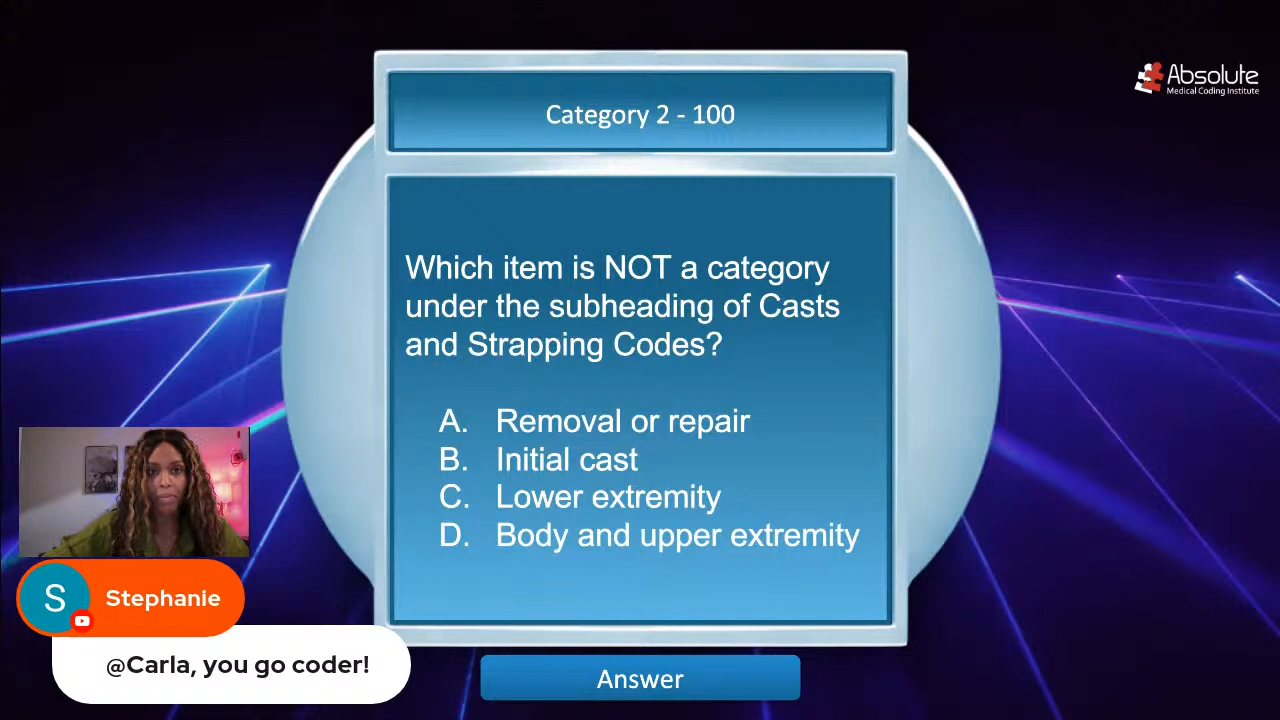 Absolute
Medical Coding Institute
Category 2 - 100
Which item is NOT a category
under the subheading of Casts
and Strapping Codes?
A. Removal or repair
B. Initial cast
C. Lower extremity
D. Body and upper extremity
S
Stephanie
@Carla, you go coder!
Answer